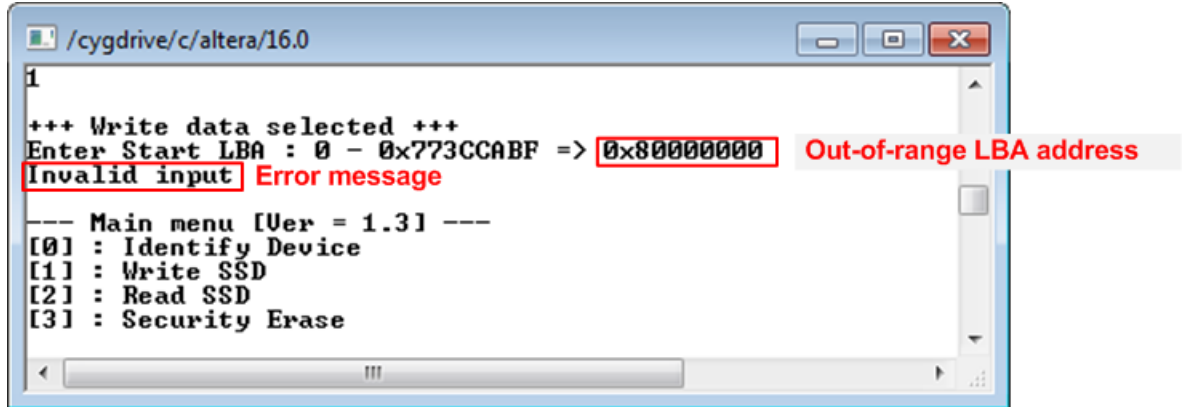 /cygdrive/c/altera/16.0
1
+++ Write data selected +++
Enter Start LBA : 0 - 0x773CCABF => 0x80000000 Out-of-range LBA address
Invalid input Error message
--- Main menu [Ver = 1.3] ---
[0] : Identify Device
[1] : Write SSD
[2] : Read SSD
[3] : Security Erase